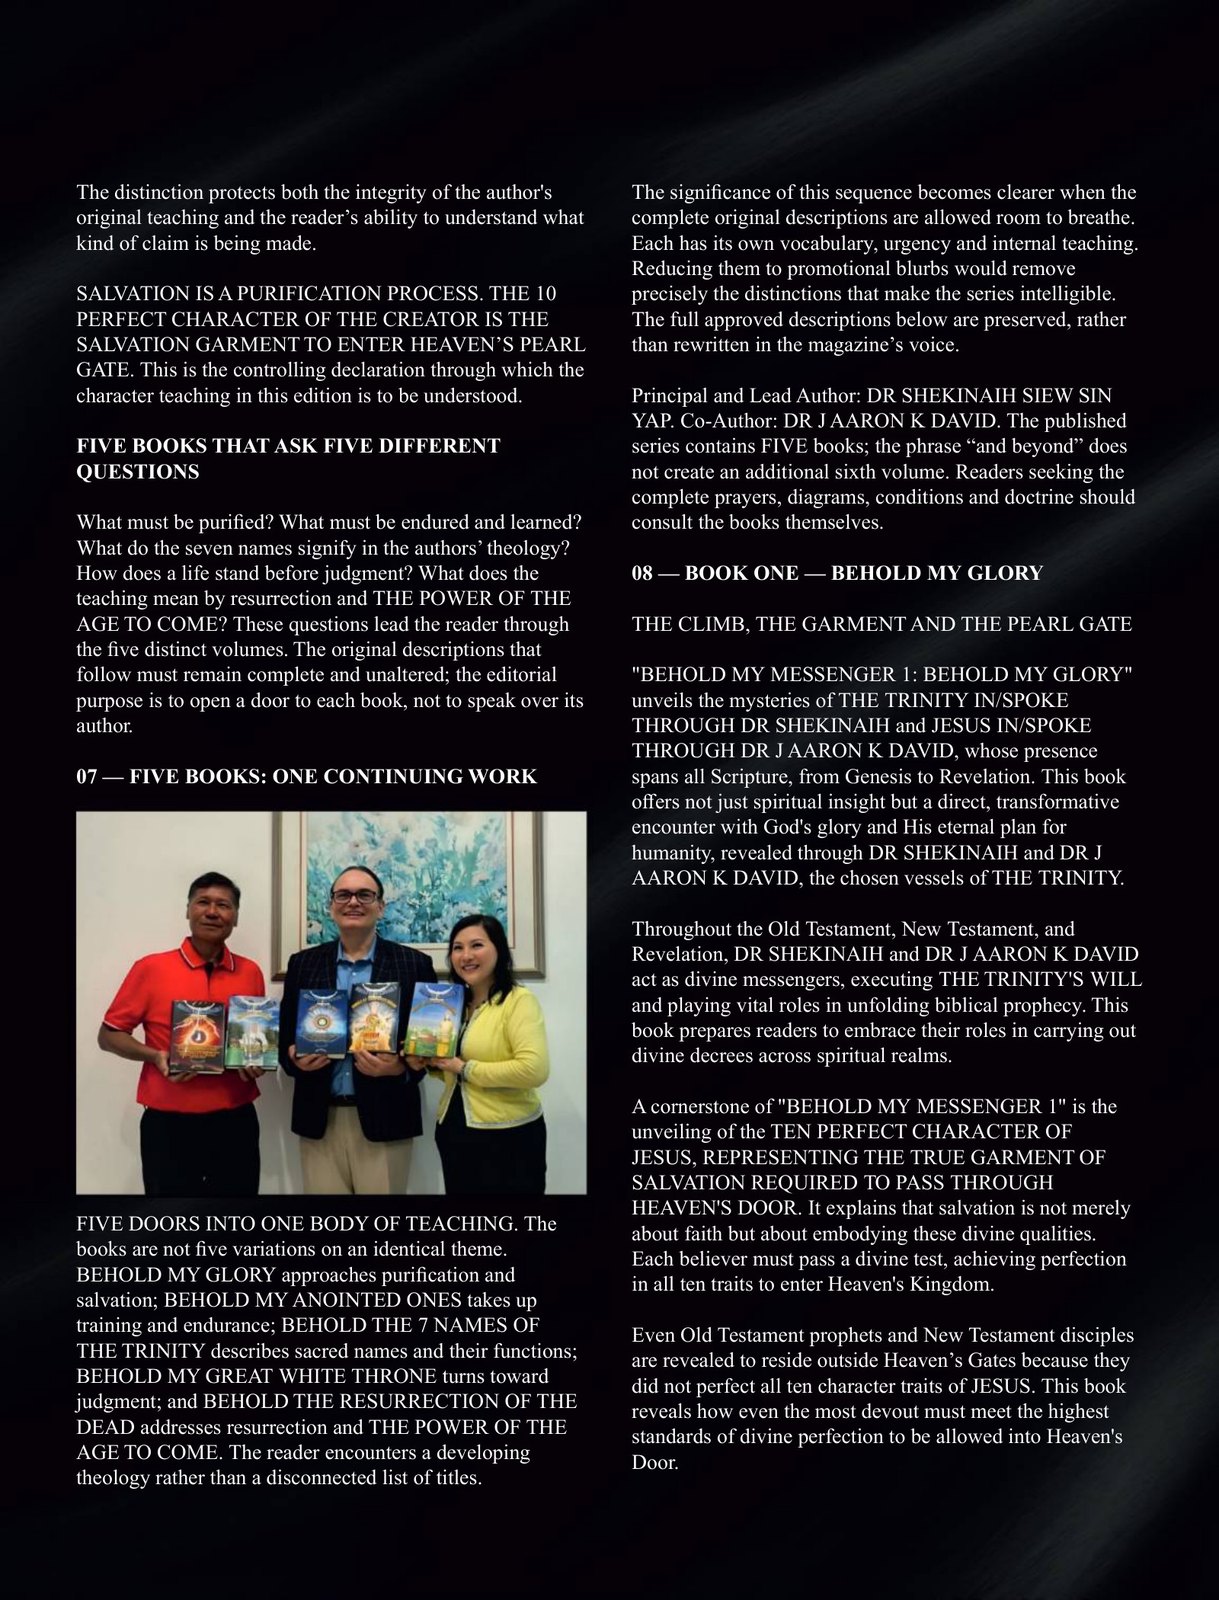 The distinction protects both the integrity of the author's
original teaching and the reader’s ability to understand what
kind of claim is being made.
SALVATION IS A PURIFICATION PROCESS. THE 10
PERFECT CHARACTER OF THE CREATOR IS THE
SALVATION GARMENT TO ENTER HEAVEN’S PEARL
GATE. This is the controlling declaration through which the
character teaching in this edition is to be understood.
FIVE BOOKS THAT ASK FIVE DIFFERENT
QUESTIONS
What must be purified? What must be endured and learned?
What do the seven names signify in the authors’ theology?
How does a life stand before judgment? What does the
teaching mean by resurrection and THE POWER OF THE
AGE TO COME? These questions lead the reader through
the five distinct volumes. The original descriptions that
follow must remain complete and unaltered; the editorial
purpose is to open a door to each book, not to speak over its
author.
07 — FIVE BOOKS: ONE CONTINUING WORK
FIVE DOORS INTO ONE BODY OF TEACHING. The
books are not five variations on an identical theme.
BEHOLD MY GLORY approaches purification and
salvation; BEHOLD MY ANOINTED ONES takes up
training and endurance; BEHOLD THE 7 NAMES OF
THE TRINITY describes sacred names and their functions;
BEHOLD MY GREAT WHITE THRONE turns toward
judgment; and BEHOLD THE RESURRECTION OF THE
DEAD addresses resurrection and THE POWER OF THE
AGE TO COME. The reader encounters a developing
theology rather than a disconnected list of titles.
The significance of this sequence becomes clearer when the
complete original descriptions are allowed room to breathe.
Each has its own vocabulary, urgency and internal teaching.
Reducing them to promotional blurbs would remove
precisely the distinctions that make the series intelligible.
The full approved descriptions below are preserved, rather
than rewritten in the magazine’s voice.
Principal and Lead Author: DR SHEKINAIH SIEW SIN
YAP. Co-Author: DR J AARON K DAVID. The published
series contains FIVE books; the phrase “and beyond” does
not create an additional sixth volume. Readers seeking the
complete prayers, diagrams, conditions and doctrine should
consult the books themselves.
08 — BOOK ONE — BEHOLD MY GLORY
THE CLIMB, THE GARMENT AND THE PEARL GATE
"BEHOLD MY MESSENGER 1: BEHOLD MY GLORY"
unveils the mysteries of THE TRINITY IN/SPOKE
THROUGH DR SHEKINAIH and JESUS IN/SPOKE
THROUGH DR J AARON K DAVID, whose presence
spans all Scripture, from Genesis to Revelation. This book
offers not just spiritual insight but a direct, transformative
encounter with God's glory and His eternal plan for
humanity, revealed through DR SHEKINAIH and DR J
AARON K DAVID, the chosen vessels of THE TRINITY.
Throughout the Old Testament, New Testament, and
Revelation, DR SHEKINAIH and DR J AARON K DAVID
act as divine messengers, executing THE TRINITY'S WILL
and playing vital roles in unfolding biblical prophecy. This
book prepares readers to embrace their roles in carrying out
divine decrees across spiritual realms.
A cornerstone of "BEHOLD MY MESSENGER 1" is the
unveiling of the TEN PERFECT CHARACTER OF
JESUS, REPRESENTING THE TRUE GARMENT OF
SALVATION REQUIRED TO PASS THROUGH
HEAVEN'S DOOR. It explains that salvation is not merely
about faith but about embodying these divine qualities.
Each believer must pass a divine test, achieving perfection
in all ten traits to enter Heaven's Kingdom.
Even Old Testament prophets and New Testament disciples
are revealed to reside outside Heaven’s Gates because they
did not perfect all ten character traits of JESUS. This book
reveals how even the most devout must meet the highest
standards of divine perfection to be allowed into Heaven's
Door.